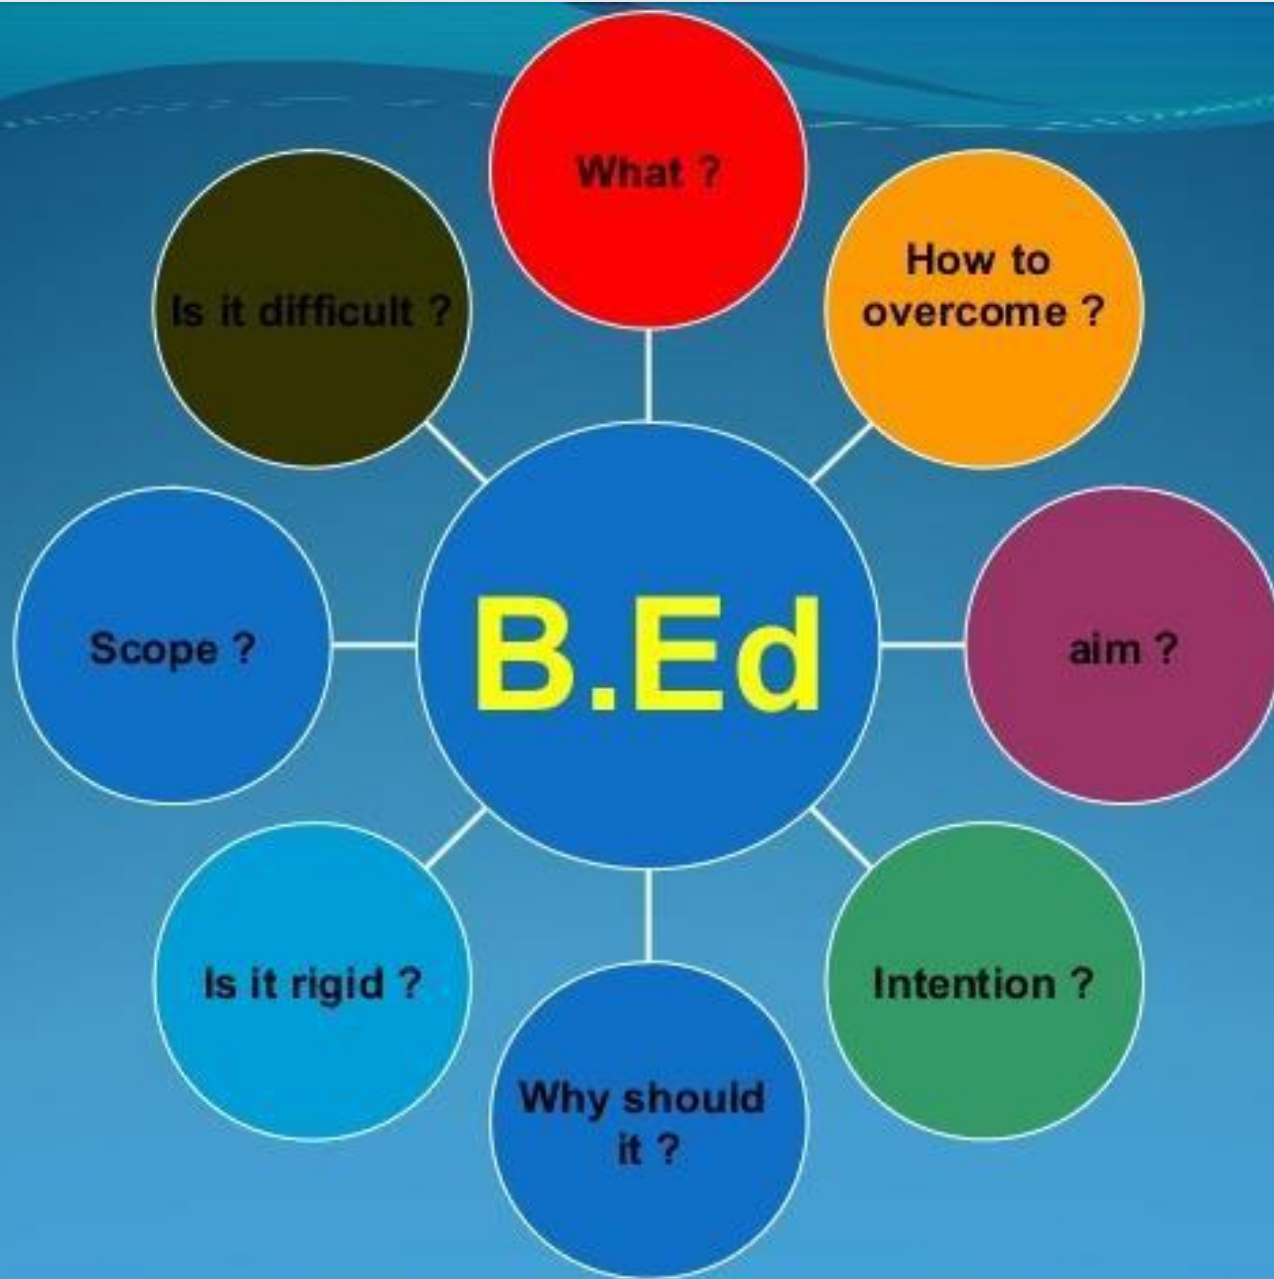 What ?
How to
overcome ?
aim ?
Intention ?
Why should
it ?
Is it rigid ?
Scope ?
Is it difficult ?
B.Ed